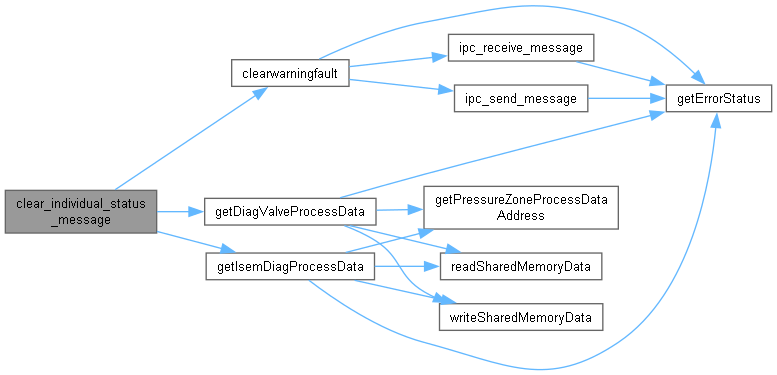 ipc_receive_message
clearwarningfault
ipc_send_message
getErrorStatus
clear_individual_status
_message
getDiagValveProcessData
getPressureZoneProcessData
Address
getIsemDiagProcessData
readSharedMemoryData
writeSharedMemoryData